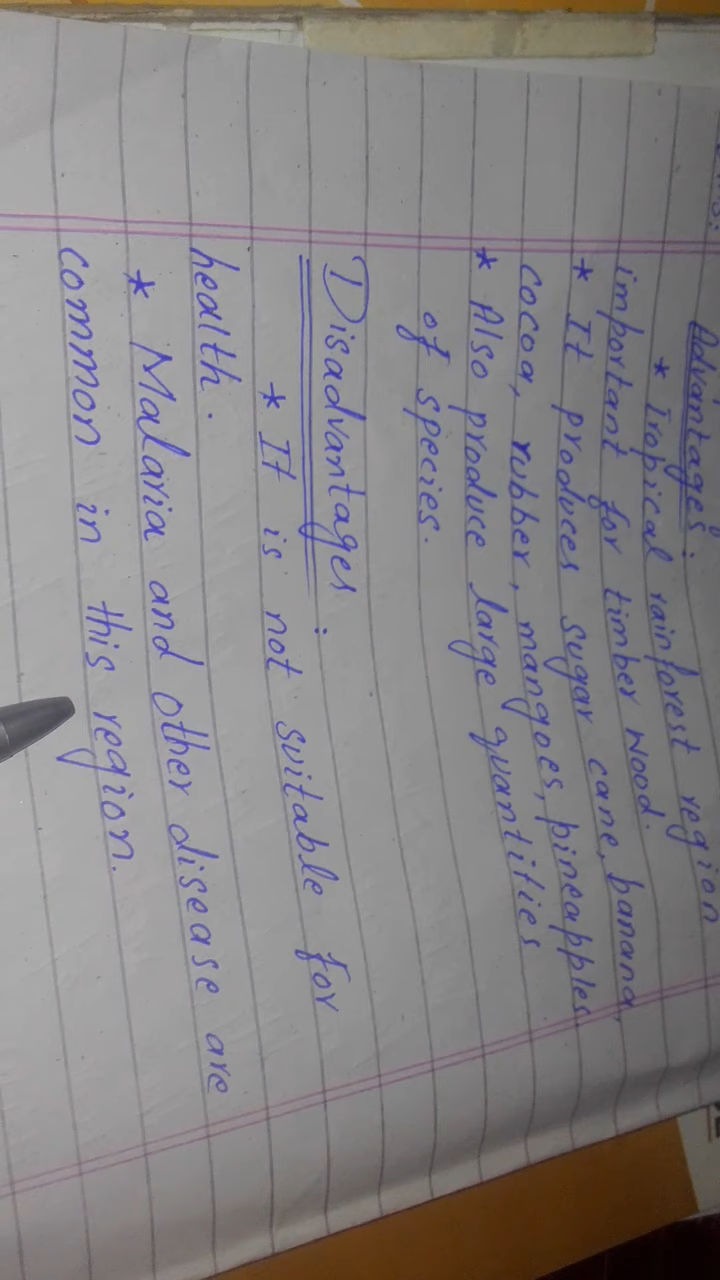 Advantages:
* Tropical rainforest region
important for timber wood.
* It produces sugar cane, banana,
cocoa, rubber, mangoes, pineapples.
* Also produce large quantities
of species.
Disadvantages:
* It is not suitable for
health.
* Malaria and other disease are
common in this region.